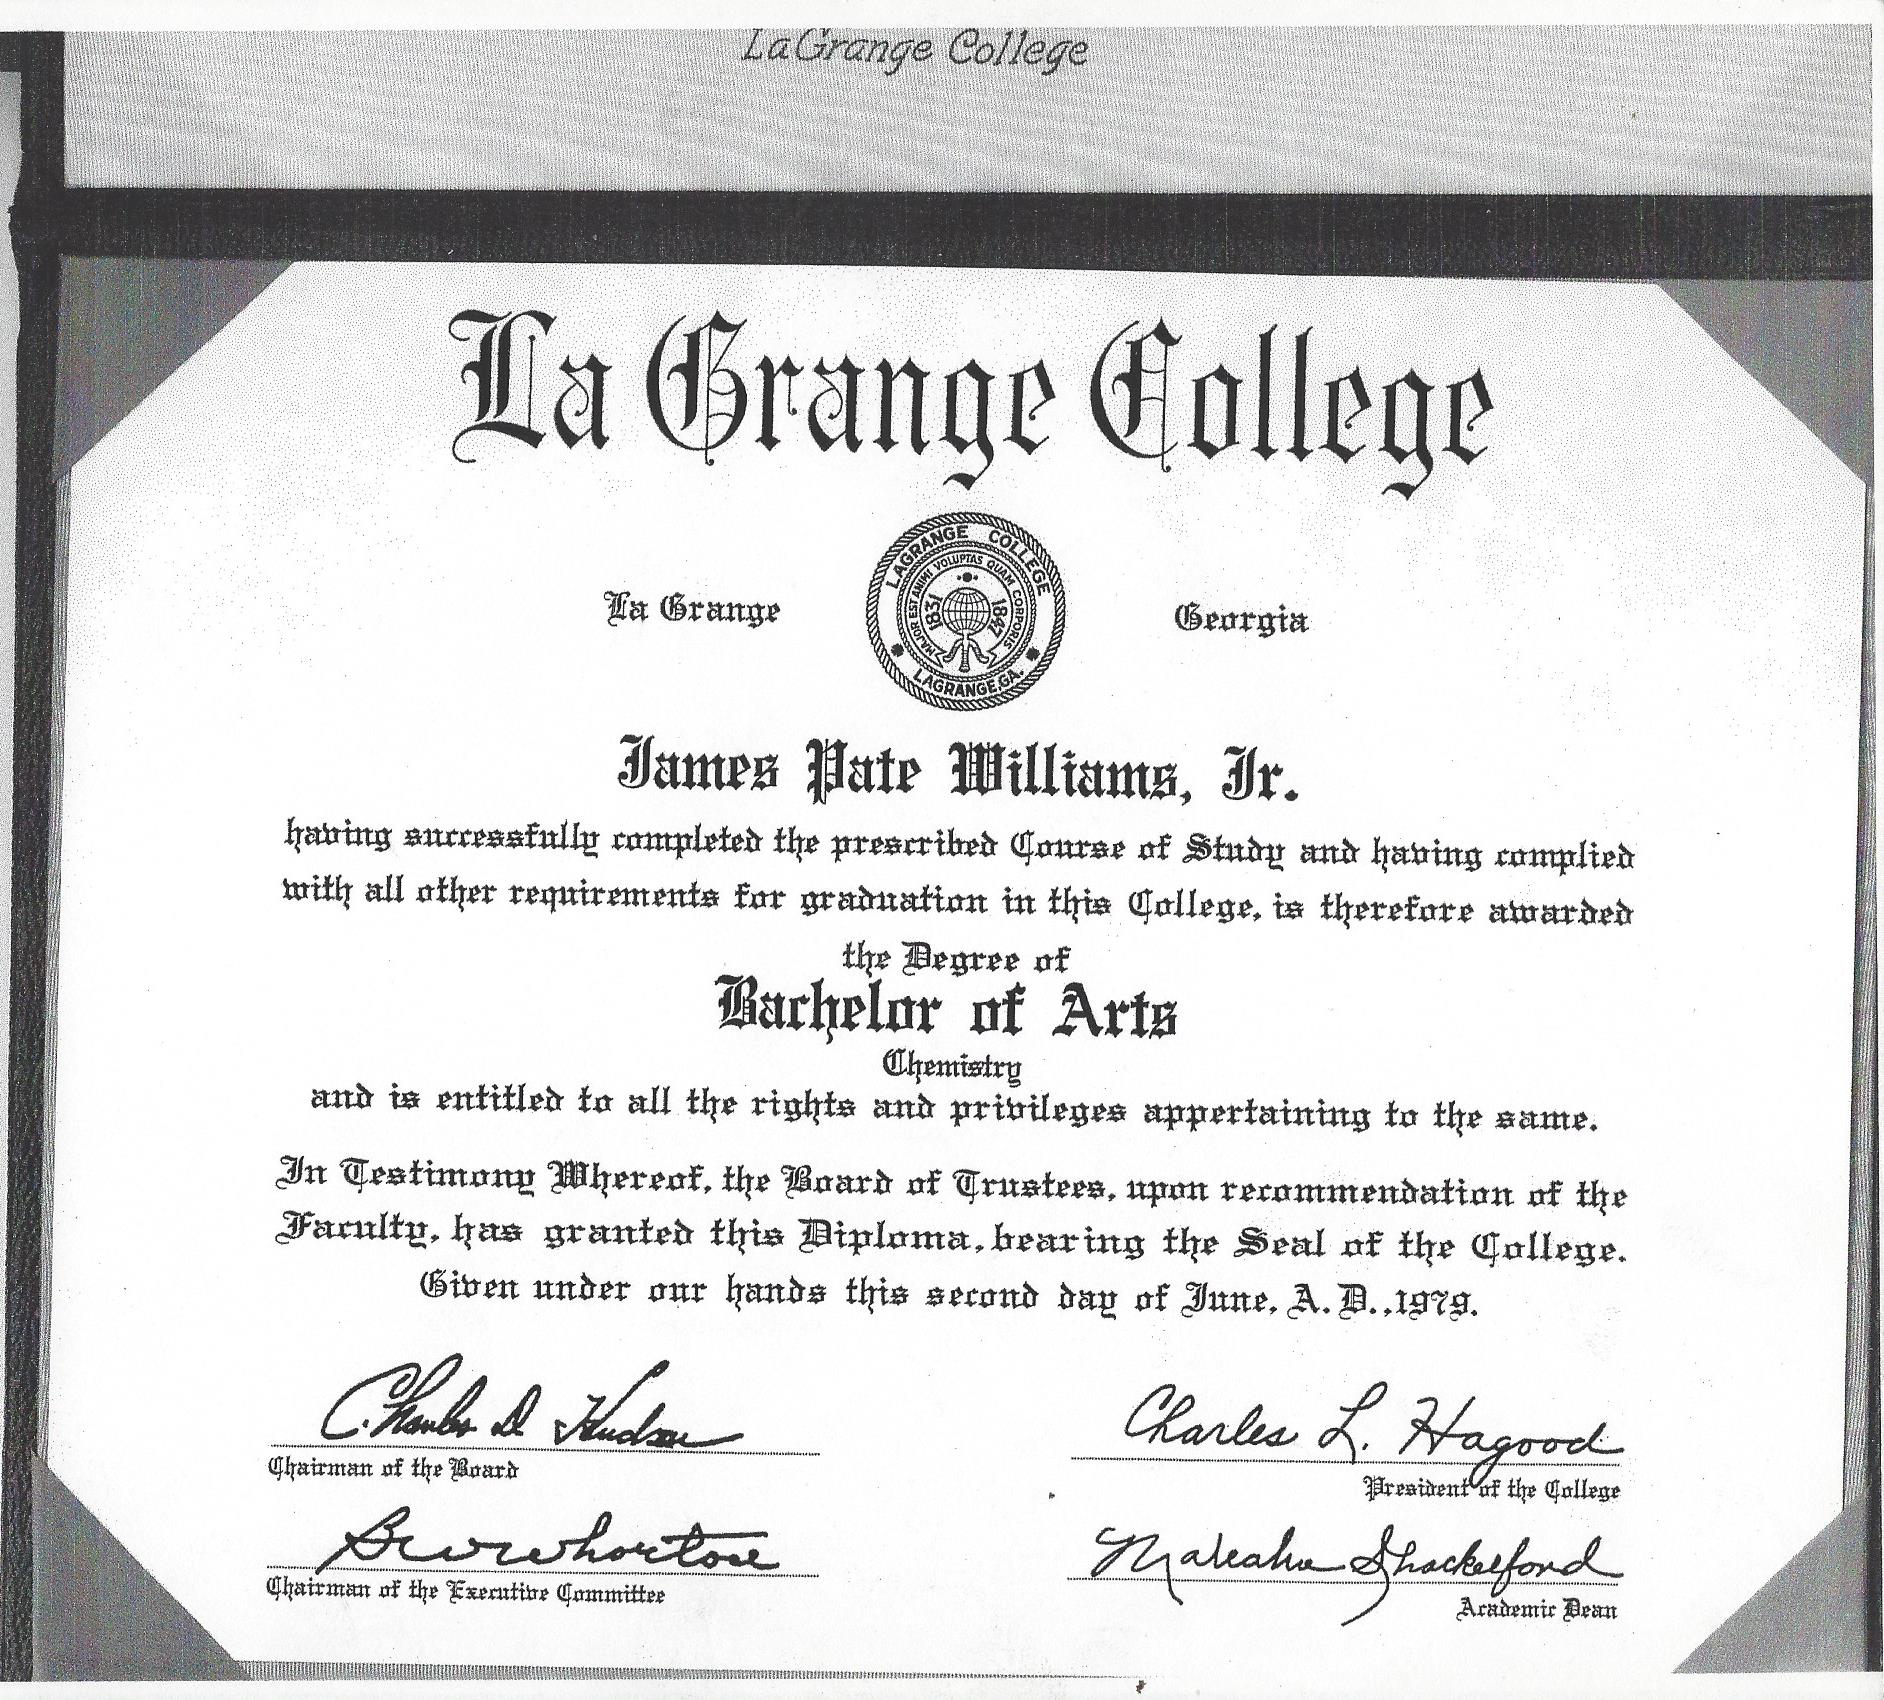 LaGrange College
La Grange College
LAGRANGE COLLEGE
MAJOR EST ANIMI VOLUPTAS QUAM CORPORIS
1831 1847
LAGRANGE, GA.
La Grange Georgia
James Pate Williams, Jr.
having successfully completed the prescribed Course of Study and having complied
with all other requirements for graduation in this College, is therefore awarded
the Degree of
Bachelor of Arts
Chemistry
and is entitled to all the rights and privileges appertaining to the same.
In Testimony Whereof, the Board of Trustees, upon recommendation of the
Faculty, has granted this Diploma, bearing the Seal of the College.
Given under our hands this second day of June, A. D., 1979.
Charles D Hudson
Chairman of the Board
Charles L. Hagood
President of the College
Chairman of the Executive Committee
Shackelford
Academic Dean